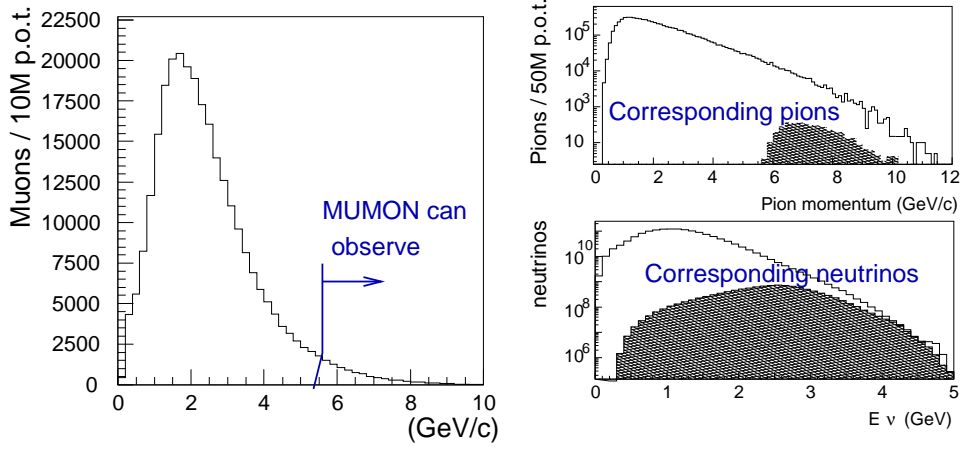 Muons / 10M p.o.t.
22500
20000
17500
15000
12500
10000
7500
5000
2500
0
MUMON can
observe
0 2 4 6 8 10
(GeV/c)
Pions / 50M p.o.t.
10^5
10^4
10^3
10
Corresponding pions
0 2 4 6 8 10 12
Pion momentum (GeV/c)
neutrinos
10
10^8
10^6
Corresponding neutrinos
0 1 2 3 4 5
E ν (GeV)